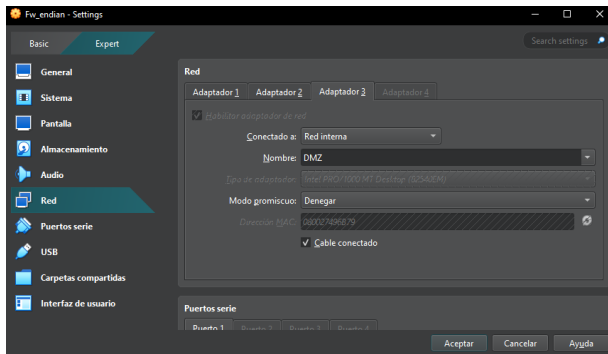 Fw_endian - Settings
Basic
Expert
Search settings
General
Sistema
Pantalla
Almacenamiento
Audio
Red
Puertos serie
USB
Carpetas compartidas
Interfaz de usuario
Red
Adaptador 1
Adaptador 2
Adaptador 3
Adaptador 4
Habilitar adaptador de red
Conectado a: Red interna
Nombre: DMZ
Tipo de adaptador: Intel PRO/1000 MT Desktop (82540EM)
Modo promiscuo: Denegar
Dirección MAC: 080027496B79
Cable conectado
Puertos serie
Puerto 1
Puerto 2
Puerto 3
Puerto 4
Aceptar
Cancelar
Ayuda